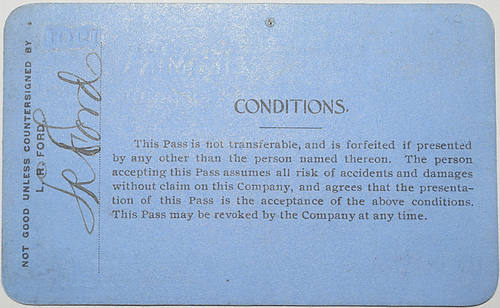 NOT GOOD UNLESS COUNTERSIGNED BY
L. R. FORD.
LR Ford
CONDITIONS.
This Pass is not transferable, and is forfeited if presented
by any other than the person named thereon. The person
accepting this Pass assumes all risk of accidents and damages
without claim on this Company, and agrees that the presenta-
tion of this Pass is the acceptance of the above conditions.
This Pass may be revoked by the Company at any time.